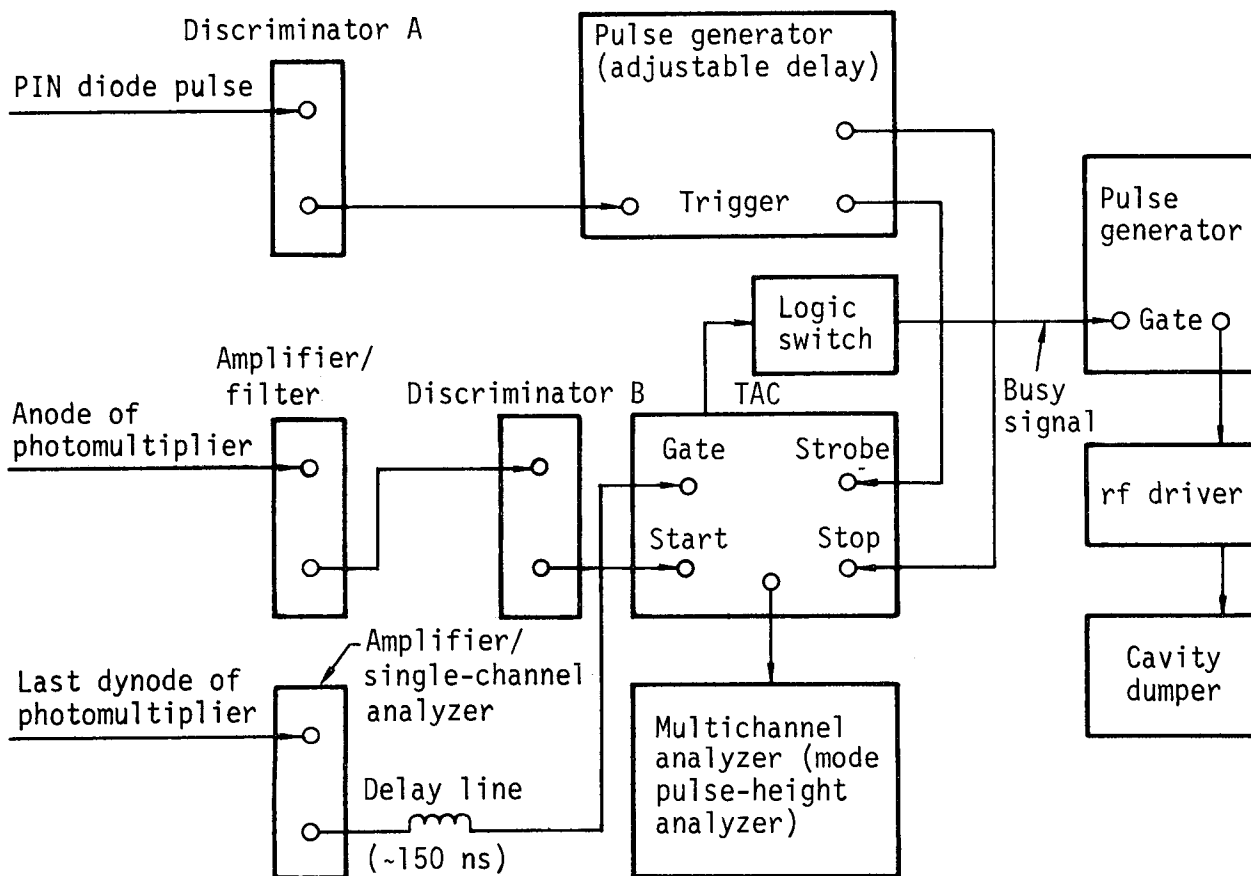 Discriminator A
PIN diode pulse
Pulse generator
(adjustable delay)
Trigger
Pulse
generator
Gate
Logic
switch
Busy
signal
Amplifier/
filter
Anode of
photomultiplier
Discriminator B
TAC
Gate
Strobe
Start
Stop
rf driver
Cavity
dumper
Amplifier/
single-channel
analyzer
Last dynode of
photomultiplier
Delay line
(~150 ns)
Multichannel
analyzer (mode
pulse-height
analyzer)